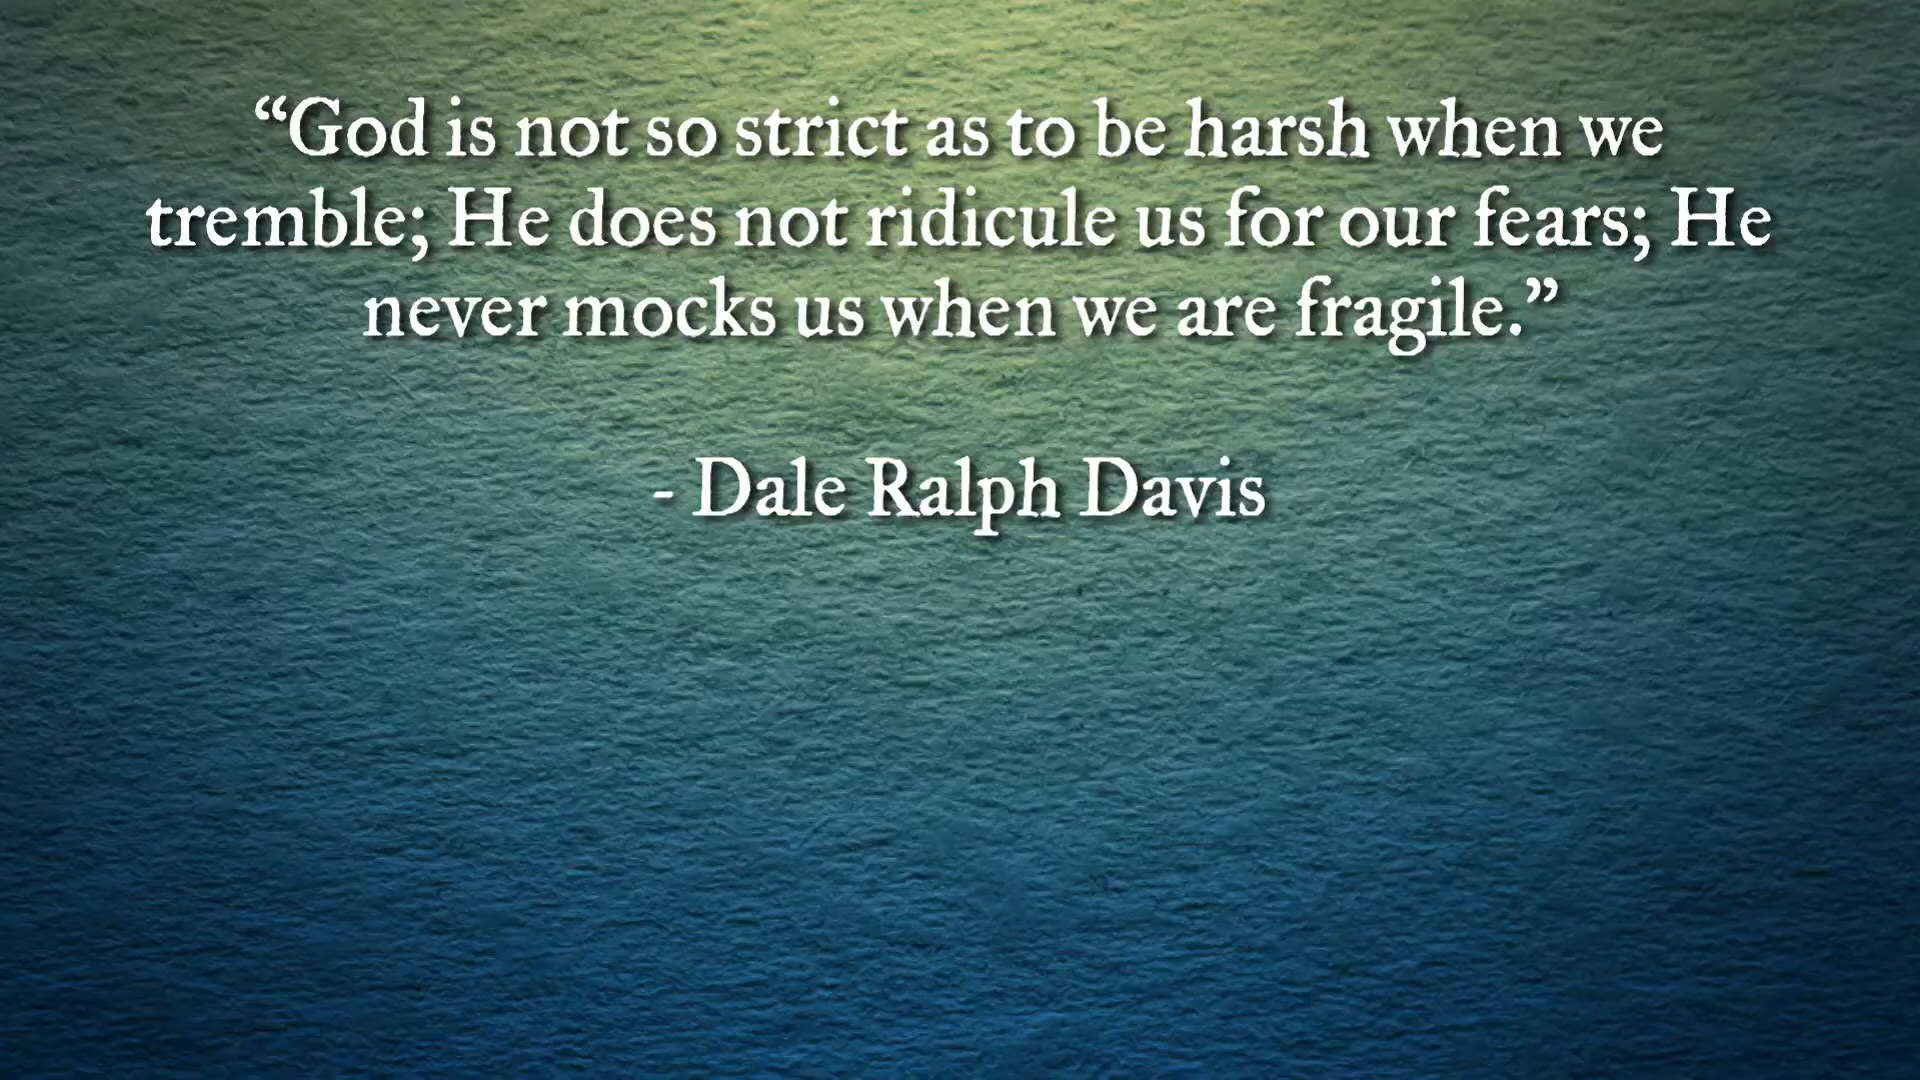 “God is not so strict as to be harsh when we
tremble; He does not ridicule us for our fears; He
never mocks us when we are fragile.”
- Dale Ralph Davis